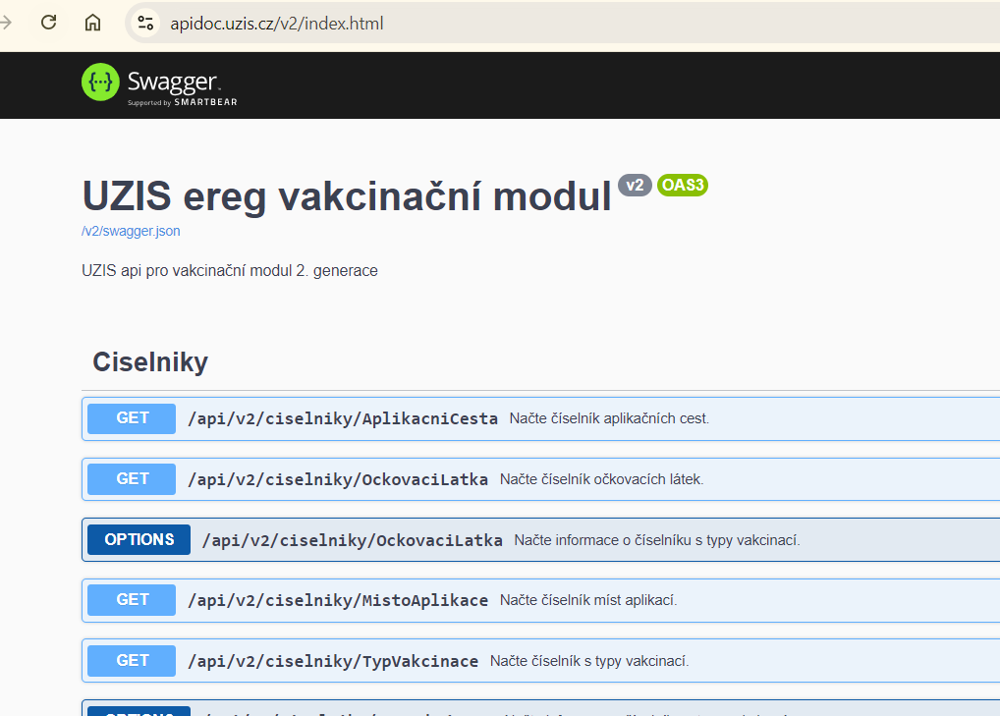 apidoc.uzis.cz/v2/index.html
Swagger.
Supported by SMARTBEAR
UZIS ereg vakcinační modul v2 OAS3
/v2/swagger.json
UZIS api pro vakcinační modul 2. generace
Ciselniky
GET /api/v2/ciselniky/AplikacniCesta Načte číselník aplikačních cest.
GET /api/v2/ciselniky/OckovaciLatka Načte číselník očkovacích látek.
OPTIONS /api/v2/ciselniky/OckovaciLatka Načte informace o číselníku s typy vakcinací.
GET /api/v2/ciselniky/MistoAplikace Načte číselník míst aplikací.
GET /api/v2/ciselniky/TypVakcinace Načte číselník s typy vakcinací.
OPTIONS